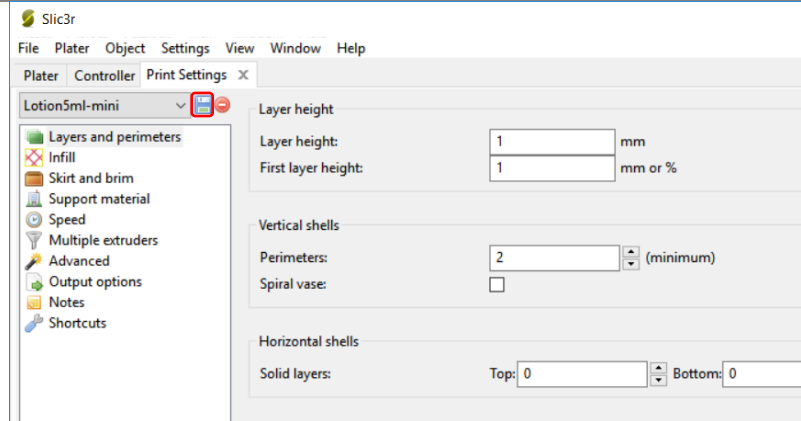 Slic3r
File Plater Object Settings View Window Help
Plater Controller Print Settings X
Lotion5ml-mini
Layers and perimeters
Infill
Skirt and brim
Support material
Speed
Multiple extruders
Advanced
Output options
Notes
Shortcuts
Layer height
Layer height: 1 mm
First layer height: 1 mm or %
Vertical shells
Perimeters: 2 (minimum)
Spiral vase:
Horizontal shells
Solid layers: Top: 0 Bottom: 0